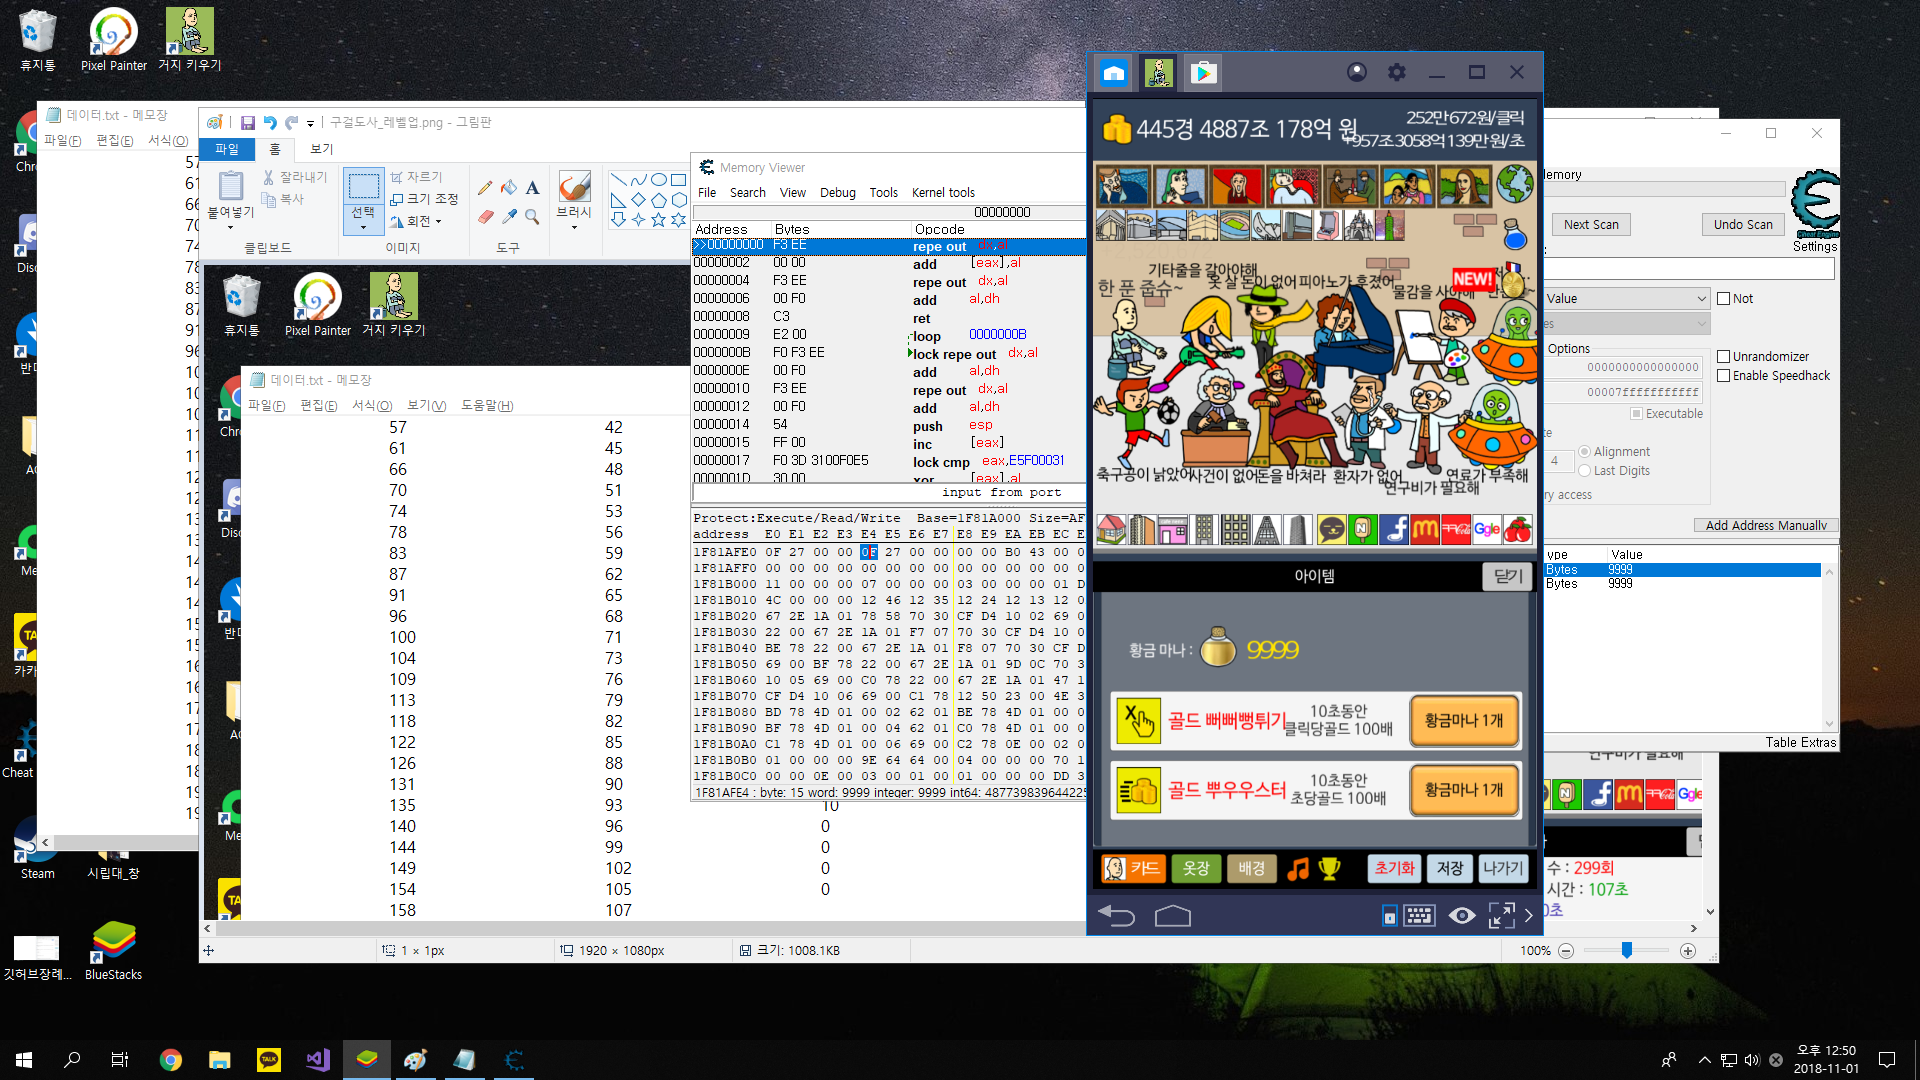 휴지통
Pixel Painter
거지 키우기
데이터.txt - 메모장
파일(F) 편집(E) 서식(O)
구걸도사_레벨업.png - 그림판
파일 홈 보기
붙여넣기
잘라내기
복사
클립보드
선택
자르기
크기 조정
회전
이미지
도구
브러시
휴지통
Pixel Painter
거지 키우기
데이터.txt - 메모장
파일(F) 편집(E) 서식(O) 보기(V) 도움말(H)
57 42
61 45
66 48
70 51
74 53
78 56
83 59
87 62
91 65
96 68
100 71
104 73
109 76
113 79
118 82
122 85
126 88
131 90
135 93 10
140 96 0
144 99 0
149 102 0
154 105 0
158 107
Memory Viewer
File Search View Debug Tools Kernel tools
00000000
Address Bytes Opcode
>>00000000 F3 EE repe out dx,al
00000002 00 00 add [eax],al
00000004 F3 EE repe out dx,al
00000006 00 F0 add al,dh
00000008 C3 ret
00000009 E2 00 loop 0000000B
0000000B F0 F3 EE lock repe out dx,al
0000000E 00 F0 add al,dh
00000010 F3 EE repe out dx,al
00000012 00 F0 add al,dh
00000014 54 push esp
00000015 FF 00 inc [eax]
00000017 F0 3D 3100F0E5 lock cmp eax,E5F00031
0000001D 30 00 xor [eax],al
input from port
Protect:Execute/Read/Write Base=1F81A000 Size=AF
address E0 E1 E2 E3 E4 E5 E6 E7 E8 E9 EA EB EC E
1F81AFE0 0F 27 00 00 0F 27 00 00 00 00 B0 43 00 0
1F81AFF0 00 00 00 00 00 00 00 00 00 00 00 00 00 0
1F81B000 11 00 00 00 07 00 00 00 03 00 00 00 01 D
1F81B010 4C 00 00 00 12 46 12 35 12 24 12 13 12 0
1F81B020 67 2E 1A 01 78 58 70 30 CF D4 10 02 69 0
1F81B030 22 00 67 2E 1A 01 F7 07 70 30 CF D4 10 0
1F81B040 BE 78 22 00 67 2E 1A 01 F8 07 70 30 CF D
1F81B050 69 00 BF 78 22 00 67 2E 1A 01 9D 0C 70 3
1F81B060 10 05 69 00 C0 78 22 00 67 2E 1A 01 47 1
1F81B070 CF D4 10 06 69 00 C1 78 12 50 23 00 4E 3
1F81B080 BD 78 4D 01 00 02 62 01 BE 78 4D 01 00 0
1F81B090 BF 78 4D 01 00 04 62 01 C0 78 4D 01 00 0
1F81B0A0 C1 78 4D 01 00 06 69 00 C2 78 0E 00 02 0
1F81B0B0 01 00 00 00 9E 64 64 00 04 00 00 00 70 1
1F81B0C0 00 00 0E 00 03 00 01 00 01 00 00 00 DD 3
1F81AFE4 : byte: 15 word: 9999 integer: 9999 int64: 487739839644225
445경 4887조 178억 원
252만672원/클릭
+957조3058억139만원/초
한 푼 줍쇼~
기타줄을 갈아야해
옷 살 돈이 없어
피아노가 후졌어
물감을 사야해
NEW!
축구공이 낡았어
사건이 없어
돈을 바쳐라
환자가 없어
연구비가 필요해
연료가 부족해
Ggle
아이템
닫기
황금 마나 : 9999
골드 뻐뻐뻥튀기
10초동안
클릭당골드 100배
황금마나 1개
골드 뿌우우스터
10초동안
초당골드 100배
황금마나 1개
카드 옷장 배경 초기화 저장 나가기
Next Scan Undo Scan
Cheat Engine
Settings
Value
Not
Options
Unrandomizer
Enable Speedhack
0000000000000000
00007fffffffffff
Executable
4
Alignment
Last Digits
Add Address Manually
ype Value
Bytes 9999
Bytes 9999
Table Extras
연구비가 필요해
수 : 299회
시간 : 107초
0초
1 × 1px
1920 × 1080px
크기: 1008.1KB
100%
Steam
시립대_창
깃허브장례...
BlueStacks
TALK
오후 12:50
2018-11-01